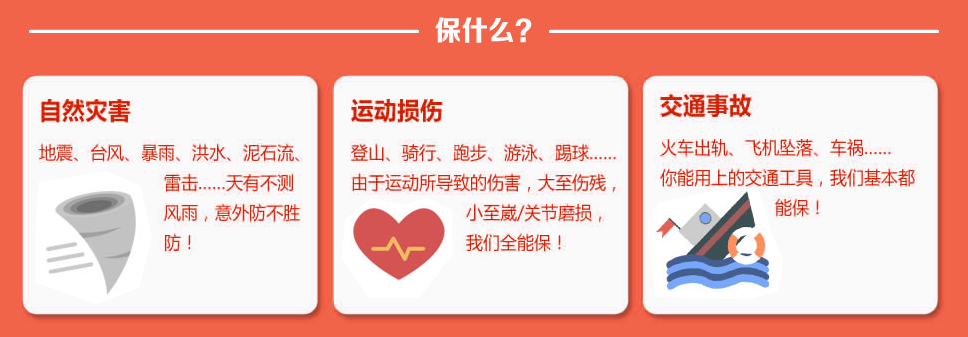 保什么?
自然灾害
地震、台风、暴雨、洪水、泥石流、
雷击......天有不测
风雨，意外防不胜
防！
运动损伤
登山、骑行、跑步、游泳、踢球......
由于运动所导致的伤害，大至伤残，
小至崴/关节磨损，
我们全能保！
交通事故
火车出轨、飞机坠落、车祸......
你能用上的交通工具，我们基本都
能保！